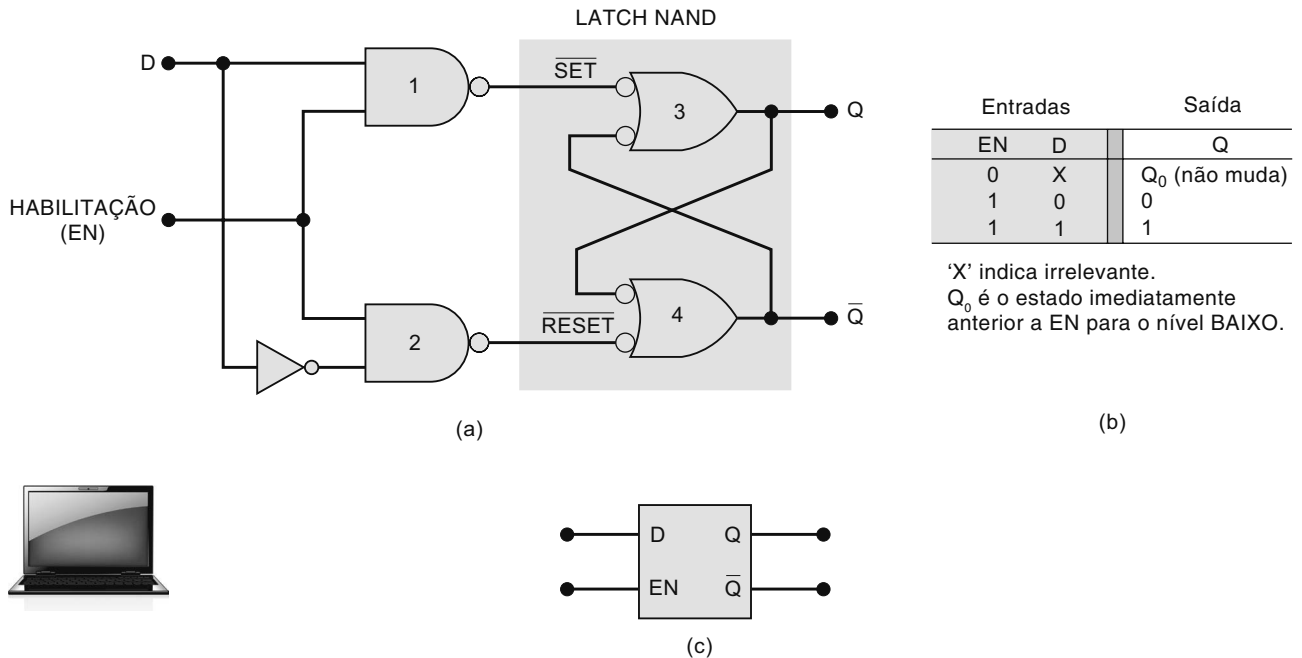 LATCH NAND
D
1
SET
3
Q
HABILITAÇÃO
(EN)
2
RESET
4
Q
(a)
Entradas Saída
EN D Q
0 X Q0 (não muda)
1 0 0
1 1 1
'X' indica irrelevante.
Q0 é o estado imediatamente
anterior a EN para o nível BAIXO.
(b)
D Q
EN Q
(c)